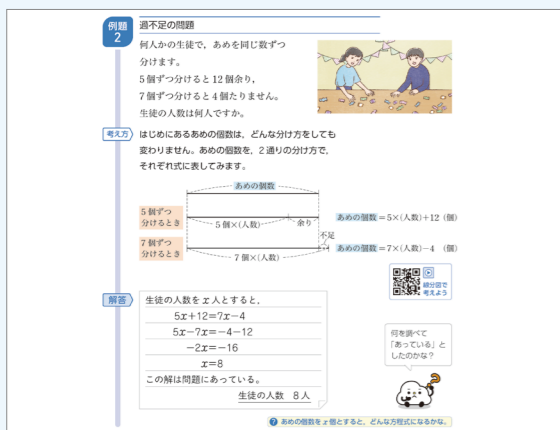 例題
2
過不足の問題
何人かの生徒で，あめを同じ数ずつ
分けます。
5個ずつ分けると12個余り，
7個ずつ分けると4個たりません。
生徒の人数は何人ですか。
考え方
はじめにあるあめの個数は，どんな分け方をしても
変わりません。あめの個数を，2通りの分け方で，
それぞれ式に表してみます。
あめの個数
5個ずつ
分けるとき
5個×(人数)
余り
あめの個数＝5×(人数)＋12 (個)
不足
7個ずつ
分けるとき
7個×(人数)
あめの個数＝7×(人数)－4 (個)
線分図で
考えよう
解答
生徒の人数をx人とすると，
5x+12=7x-4
5x-7x=-4-12
-2x=-16
x=8
この解は問題にあっている。
生徒の人数 8人
何を調べて
「あっている」と
したのかな？
? あめの個数をx個とすると，どんな方程式になるかな。